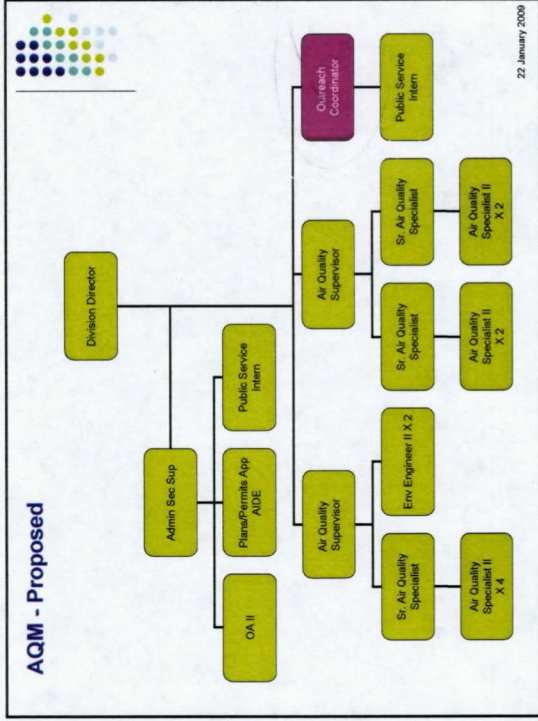 AQM - Proposed
Division Director
Admin Sec Sup
OA II
Plans/Permits App
AIDE
Public Service
Intern
Air Quality
Supervisor
Air Quality
Supervisor
Outreach
Coordinator
Sr. Air Quality
Specialist
Env Engineer II X 2
Sr. Air Quality
Specialist
Sr. Air Quality
Specialist
Public Service
Intern
Air Quality
Specialist II
X 4
Air Quality
Specialist II
X 2
Air Quality
Specialist II
X 2
22 January 2009